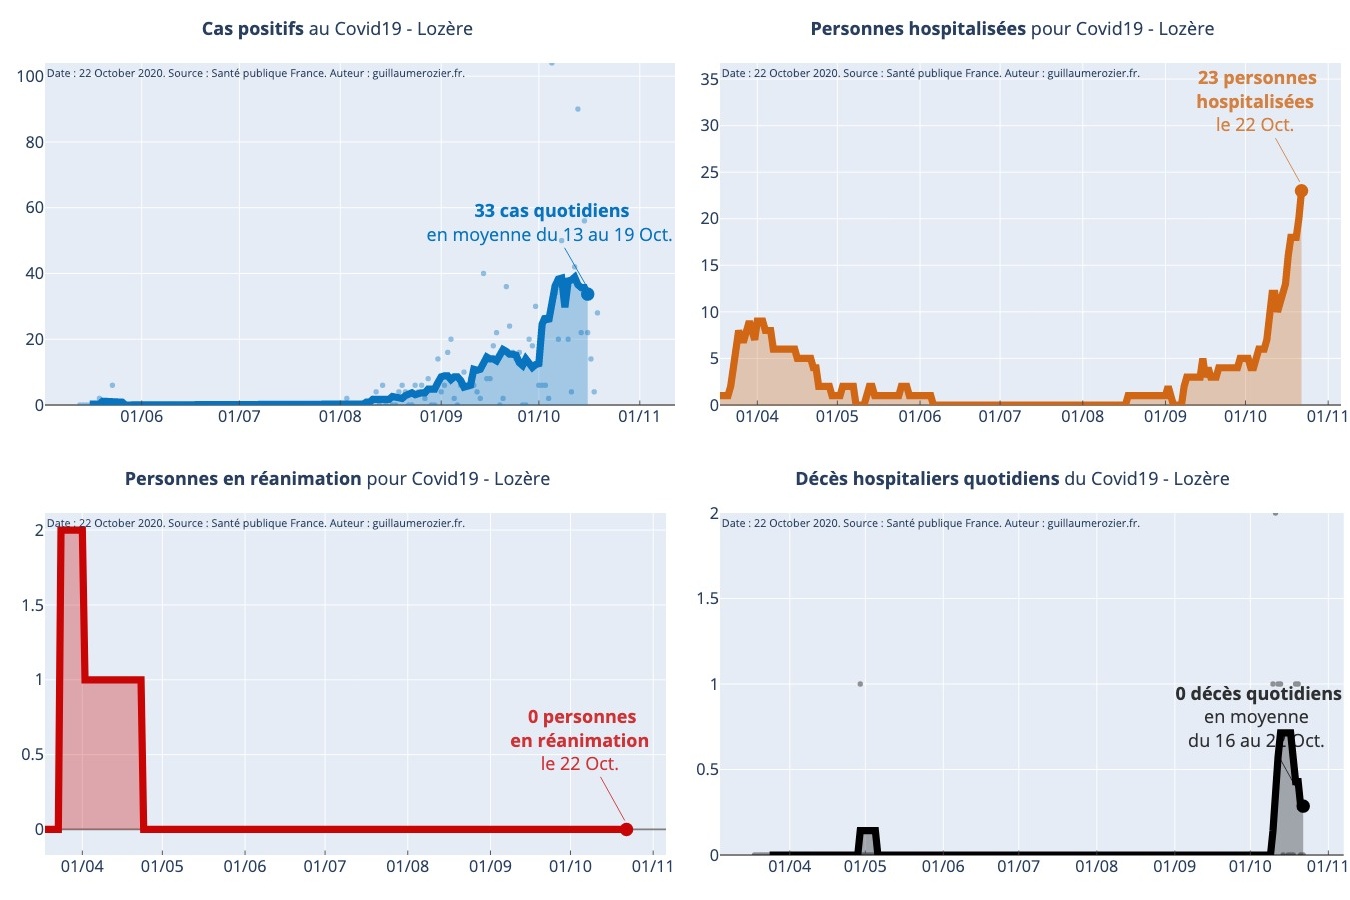 Cas positifs au Covid19 - Lozère
Date : 22 October 2020. Source : Santé publique France. Auteur : guillaumerozier.fr.
100
80
60
40
20
0
33 cas quotidiens
en moyenne du 13 au 19 Oct.
01/06 01/07 01/08 01/09 01/10 01/11
Personnes hospitalisées pour Covid19 - Lozère
Date : 22 October 2020. Source : Santé publique France. Auteur : guillaumerozier.fr.
35
30
25
20
15
10
5
0
23 personnes
hospitalisées
le 22 Oct.
01/04 01/05 01/06 01/07 01/08 01/09 01/10 01/11
Personnes en réanimation pour Covid19 - Lozère
Date : 22 October 2020. Source : Santé publique France. Auteur : guillaumerozier.fr.
2
1.5
1
0.5
0
0 personnes
en réanimation
le 22 Oct.
01/04 01/05 01/06 01/07 01/08 01/09 01/10 01/11
Décès hospitaliers quotidiens du Covid19 - Lozère
Date : 22 October 2020. Source : Santé publique France. Auteur : guillaumerozier.fr.
2
1.5
1
0.5
0
0 décès quotidiens
en moyenne
du 16 au 22 Oct.
01/04 01/05 01/06 01/07 01/08 01/09 01/10 01/11